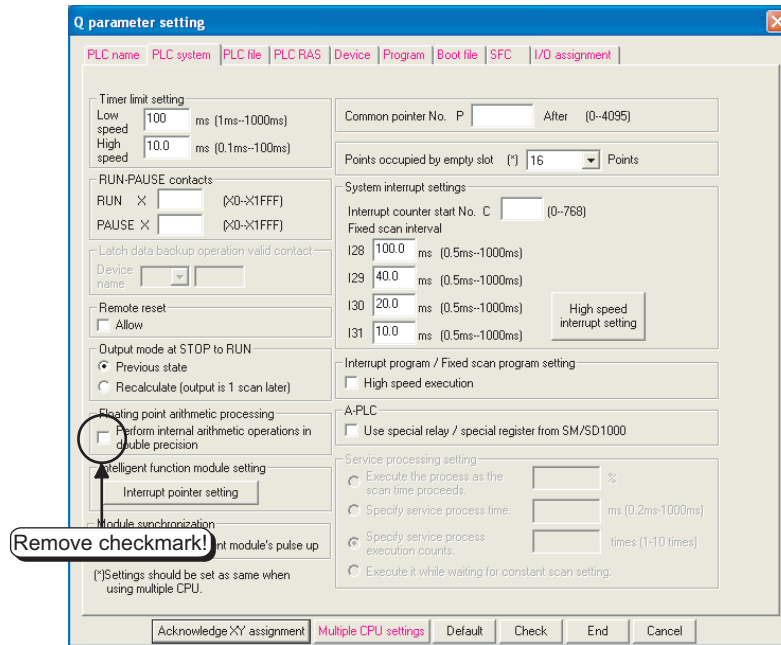 Q parameter setting
PLC name PLC system PLC file PLC RAS Device Program Boot file SFC I/O assignment
Timer limit setting
Low speed 100 ms (1ms--1000ms)
High speed 10.0 ms (0.1ms--100ms)
RUN-PAUSE contacts
RUN X (X0--X1FFF)
PAUSE X (X0--X1FFF)
Latch data backup operation valid contact
Device name
Remote reset
Allow
Output mode at STOP to RUN
Previous state
Recalculate (output is 1 scan later)
Floating point arithmetic processing
Perform internal arithmetic operations in
double precision
Intelligent function module setting
Interrupt pointer setting
Module synchronization
Remove checkmark!
module's pulse up
(*)Settings should be set as same when
using multiple CPU.
Common pointer No. P After (0--4095)
Points occupied by empty slot (*) 16 Points
System interrupt settings
Interrupt counter start No. C (0--768)
Fixed scan interval
I28 100.0 ms (0.5ms--1000ms)
I29 40.0 ms (0.5ms--1000ms)
I30 20.0 ms (0.5ms--1000ms)
I31 10.0 ms (0.5ms--1000ms)
High speed
interrupt setting
Interrupt program / Fixed scan program setting
High speed execution
A-PLC
Use special relay / special register from SM/SD1000
Service processing setting
Execute the process as the
scan time proceeds.
%
Specify service process time. ms (0.2ms-1000ms)
Specify service process
execution counts.
times (1-10 times)
Execute it while waiting for constant scan setting.
Acknowledge XY assignment Multiple CPU settings Default Check End Cancel